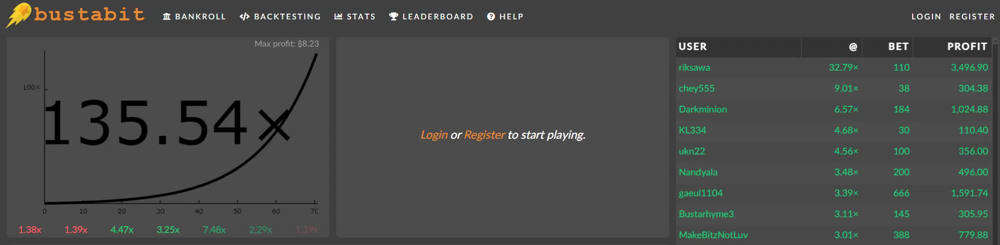 bustabit BANKROLL BACKTESTING STATS LEADERBOARD HELP LOGIN REGISTER
Max profit: ₿8.23
100×
135.54×
0 10 20 30 40 50 60 70
1.38x 1.39x 4.47x 3.25x 7.48x 2.29x 1.39x
Login or Register to start playing.
USER @ BET PROFIT
riksawa 32.79× 110 3,496.90
chey555 9.01× 38 304.38
Darkminion 6.57× 184 1,024.88
KL334 4.68× 30 110.40
ukn22 4.56× 100 356.00
Nandyala 3.48× 200 496.00
gaeul1104 3.39× 666 1,591.74
Bustarhyme3 3.11× 145 305.95
MakeBitzNotLuv 3.01× 388 779.88